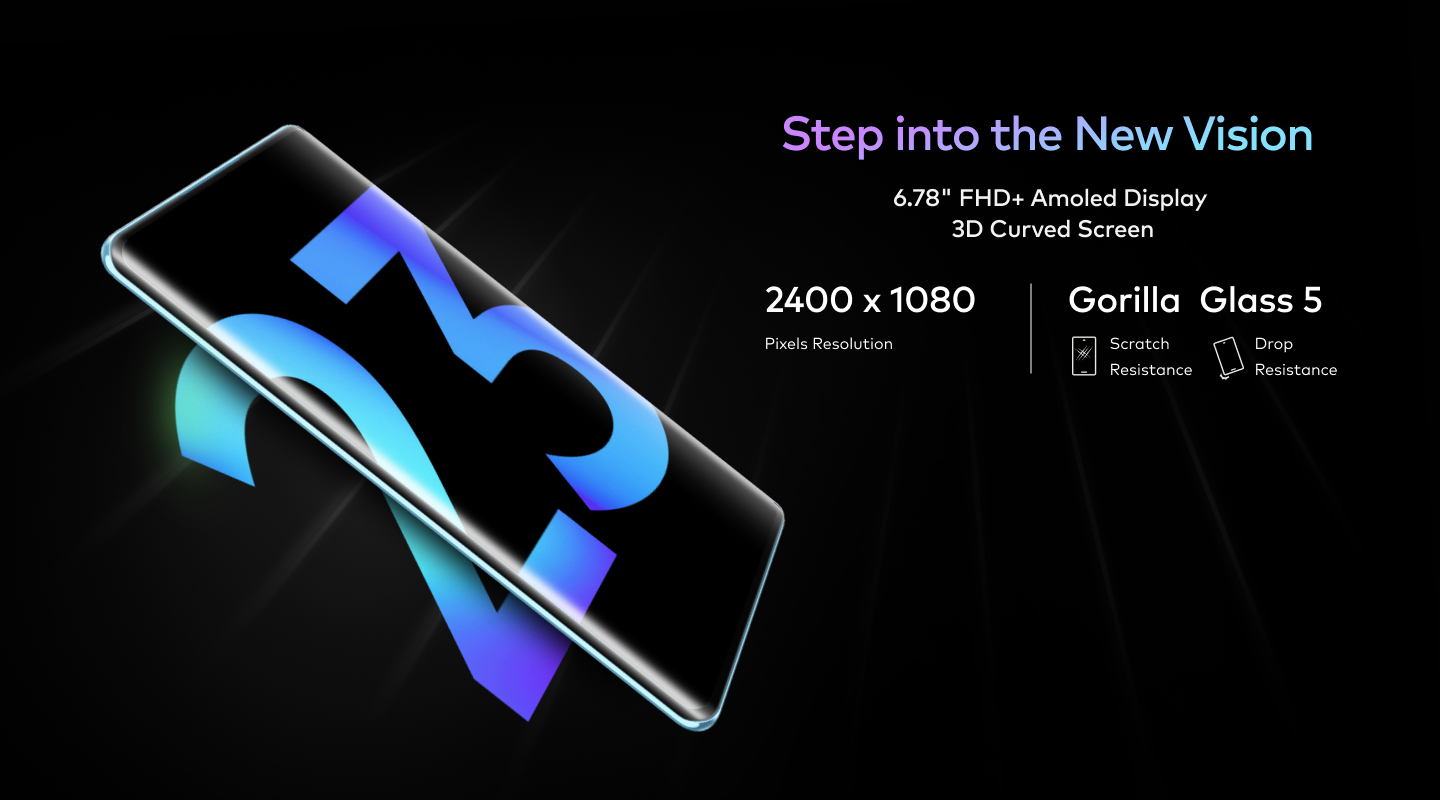 23
Step into the New Vision
6.78" FHD+ Amoled Display
3D Curved Screen
2400 x 1080
Pixels Resolution
Gorilla Glass 5
Scratch
Resistance
Drop
Resistance